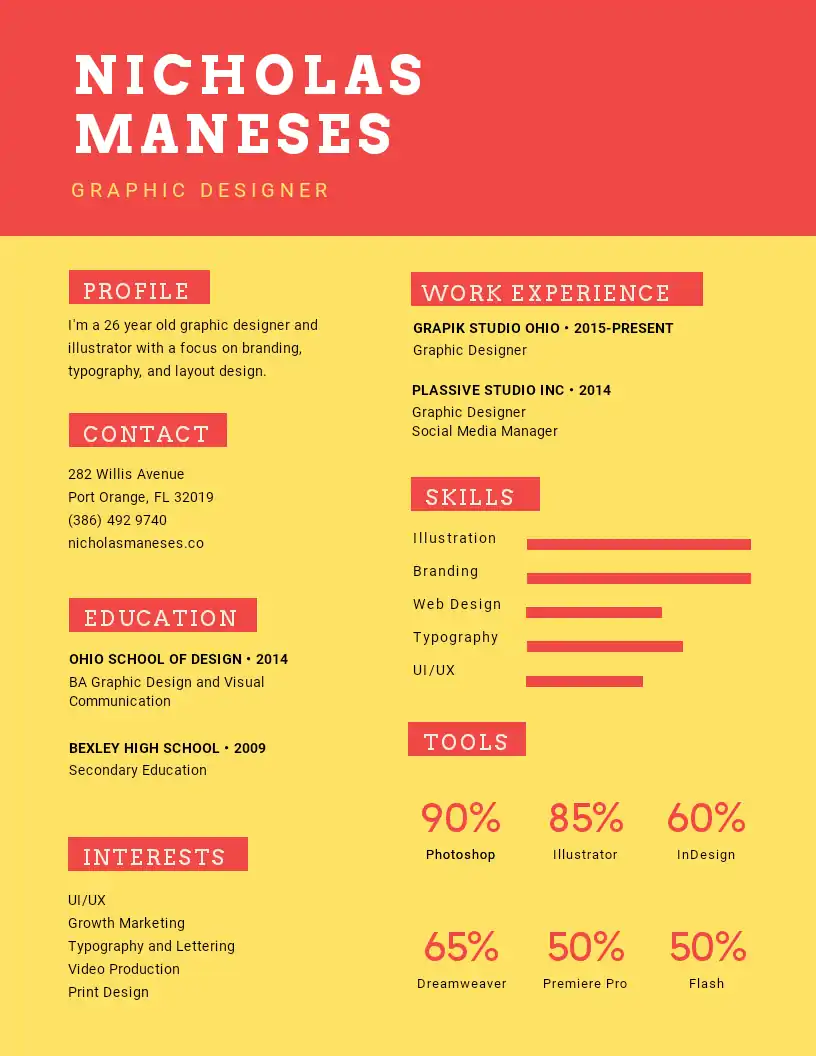 NICHOLAS
MANESES
GRAPHIC DESIGNER
PROFILE
I'm a 26 year old graphic designer and
illustrator with a focus on branding,
typography, and layout design.
CONTACT
282 Willis Avenue
Port Orange, FL 32019
(386) 492 9740
nicholasmaneses.co
EDUCATION
OHIO SCHOOL OF DESIGN • 2014
BA Graphic Design and Visual
Communication
BEXLEY HIGH SCHOOL • 2009
Secondary Education
INTERESTS
UI/UX
Growth Marketing
Typography and Lettering
Video Production
Print Design
WORK EXPERIENCE
GRAPIK STUDIO OHIO • 2015-PRESENT
Graphic Designer
PLASSIVE STUDIO INC • 2014
Graphic Designer
Social Media Manager
SKILLS
Illustration
Branding
Web Design
Typography
UI/UX
TOOLS
90% 85% 60%
Photoshop Illustrator InDesign
65% 50% 50%
Dreamweaver Premiere Pro Flash